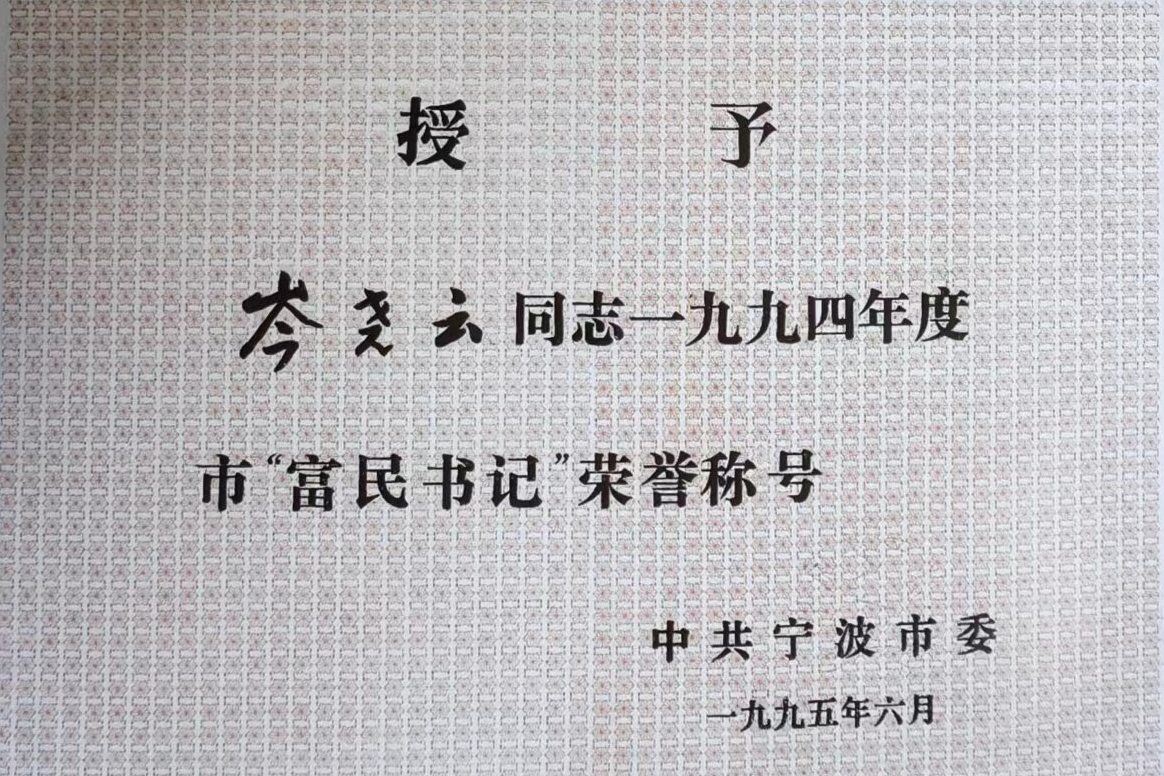 授予
岑尧云同志一九九四年度
市“富民书记”荣誉称号
中共宁波市委
一九九五年六月